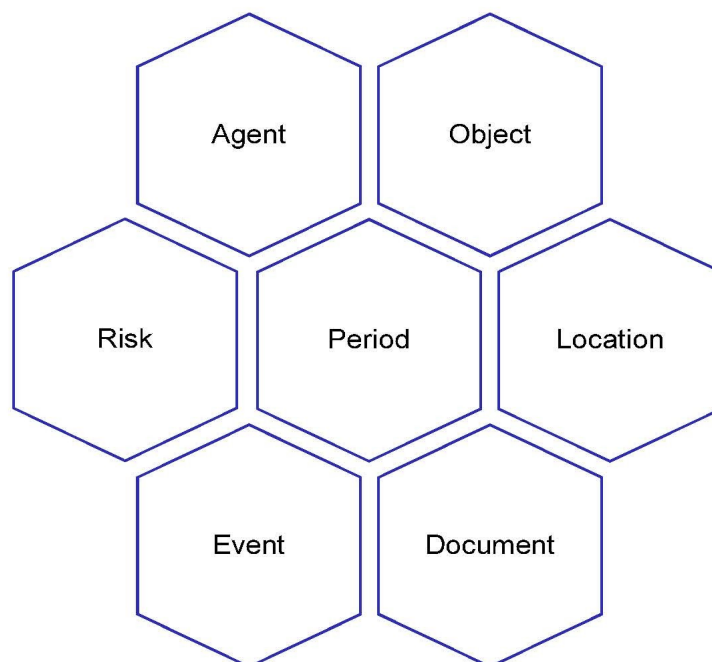 Agent
Object
Risk
Period
Location
Event
Document